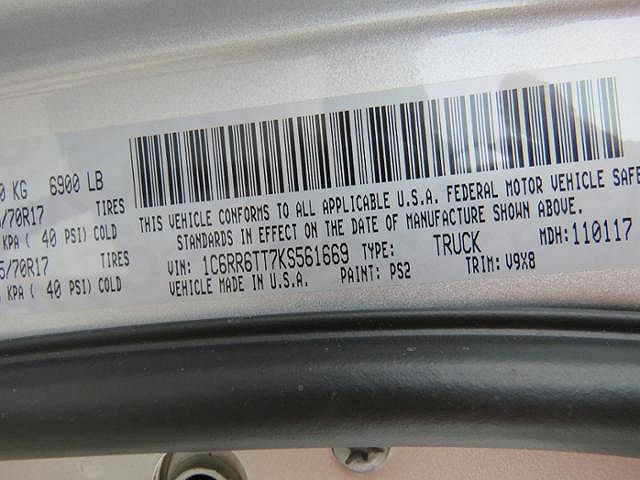 0 KG 6900 LB
/70R17 TIRES
KPA ( 40 PSI) COLD
5/70R17 TIRES
KPA ( 40 PSI) COLD
THIS VEHICLE CONFORMS TO ALL APPLICABLE U.S.A. FEDERAL MOTOR VEHICLE SAFE
STANDARDS IN EFFECT ON THE DATE OF MANUFACTURE SHOWN ABOVE.
VIN: 1C6RR6TT7KS561669 TYPE: TRUCK MDH: 110117
VEHICLE MADE IN U.S.A. PAINT: PS2 TRIM: V9X8